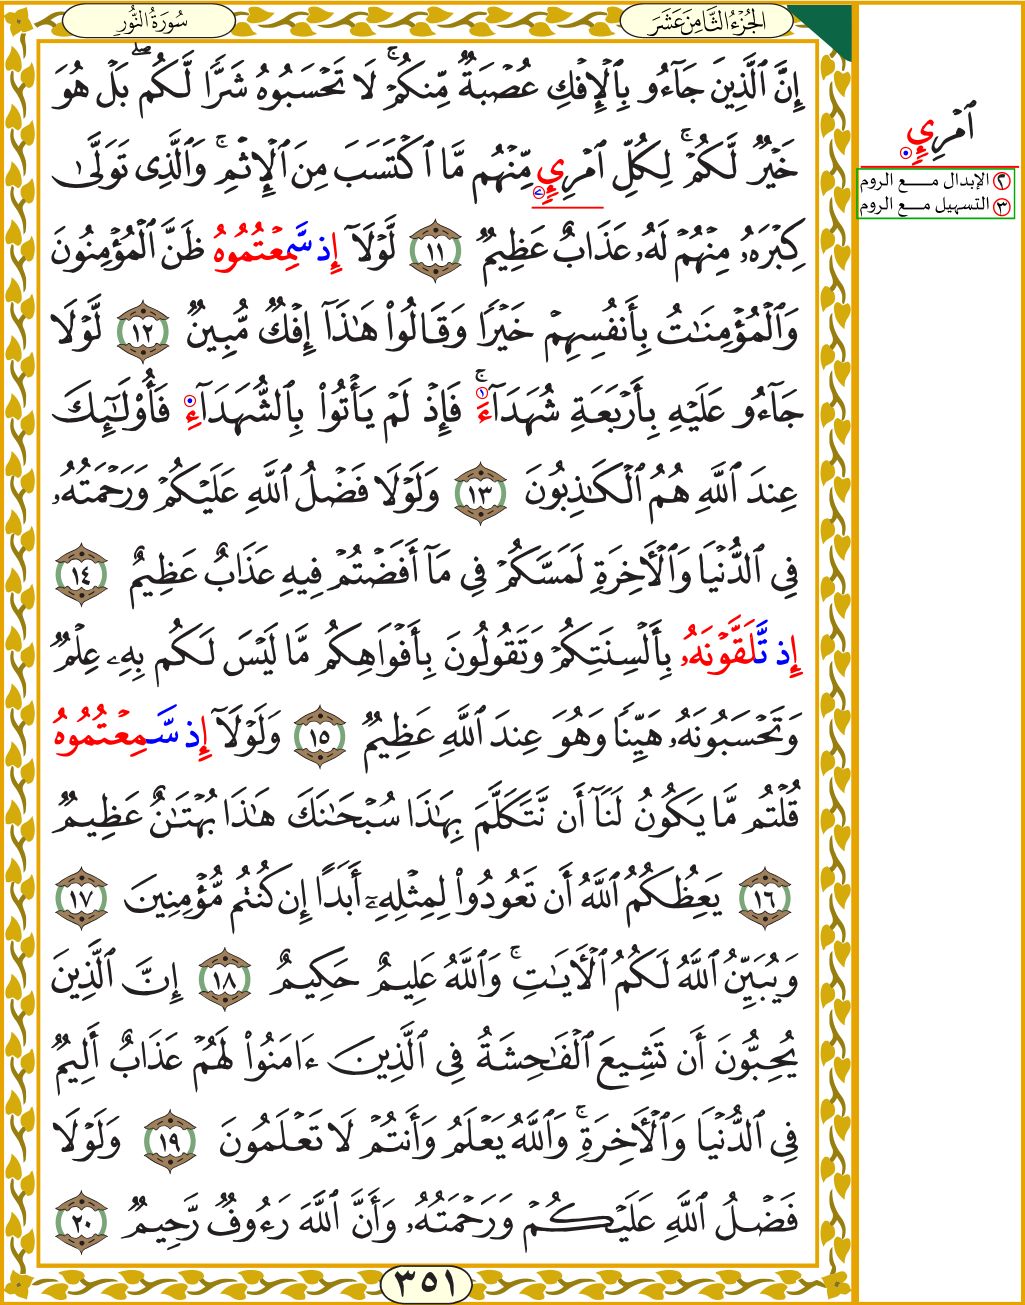 الجُزءُ الثَّامِنَ عَشَرَ
سُورَةُ النُّورِ
إِنَّ ٱلَّذِينَ جَآءُو بِٱلۡإِفۡكِ عُصۡبَةٞ مِّنكُمۡۚ لَا تَحۡسَبُوهُ شَرّٗا لَّكُمۖ بَلۡ هُوَ
خَيۡرٞ لَّكُمۡۚ لِكُلِّ ٱمۡرِيٕٖ مِّنۡهُم مَّا ٱكۡتَسَبَ مِنَ ٱلۡإِثۡمِۚ وَٱلَّذِي تَوَلَّىٰ
كِبۡرَهُۥ مِنۡهُمۡ لَهُۥ عَذَابٌ عَظِيمٞ ١١ لَّوۡلَآ إِذ سَّمِعۡتُمُوهُ ظَنَّ ٱلۡمُؤۡمِنُونَ
وَٱلۡمُؤۡمِنَٰتُ بِأَنفُسِهِمۡ خَيۡرٗا وَقَالُواْ هَٰذَآ إِفۡكٞ مُّبِينٞ ١٢ لَّوۡلَا
جَآءُو عَلَيۡهِ بِأَرۡبَعَةِ شُهَدَآءَۚ فَإِذۡ لَمۡ يَأۡتُواْ بِٱلشُّهَدَآءِ فَأُوْلَٰٓئِكَ
عِندَ ٱللَّهِ هُمُ ٱلۡكَٰذِبُونَ ١٣ وَلَوۡلَا فَضۡلُ ٱللَّهِ عَلَيۡكُمۡ وَرَحۡمَتُهُۥ
فِي ٱلدُّنۡيَا وَٱلۡأٓخِرَةِ لَمَسَّكُمۡ فِي مَآ أَفَضۡتُمۡ فِيهِ عَذَابٌ عَظِيمٌ ١٤
إِذ تَّلَقَّوۡنَهُۥ بِأَلۡسِنَتِكُمۡ وَتَقُولُونَ بِأَفۡوَاهِكُم مَّا لَيۡسَ لَكُم بِهِۦ عِلۡمٞ
وَتَحۡسَبُونَهُۥ هَيِّنٗا وَهُوَ عِندَ ٱللَّهِ عَظِيمٞ ١٥ وَلَوۡلَآ إِذ سَّمِعۡتُمُوهُ
قُلۡتُم مَّا يَكُونُ لَنَآ أَن نَّتَكَلَّمَ بِهَٰذَا سُبۡحَٰنَكَ هَٰذَا بُهۡتَٰنٌ عَظِيمٞ
١٦ يَعِظُكُمُ ٱللَّهُ أَن تَعُودُواْ لِمِثۡلِهِۦٓ أَبَدًا إِن كُنتُم مُّؤۡمِنِينَ ١٧
وَيُبَيِّنُ ٱللَّهُ لَكُمُ ٱلۡأٓيَٰتِۚ وَٱللَّهُ عَلِيمٌ حَكِيمٌ ١٨ إِنَّ ٱلَّذِينَ
يُحِبُّونَ أَن تَشِيعَ ٱلۡفَٰحِشَةُ فِي ٱلَّذِينَ ءَامَنُواْ لَهُمۡ عَذَابٌ أَلِيمٞ
فِي ٱلدُّنۡيَا وَٱلۡأٓخِرَةِۚ وَٱللَّهُ يَعۡلَمُ وَأَنتُمۡ لَا تَعۡلَمُونَ ١٩ وَلَوۡلَا
فَضۡلُ ٱللَّهِ عَلَيۡكُمۡ وَرَحۡمَتُهُۥ وَأَنَّ ٱللَّهَ رَءُوفٞ رَّحِيمٞ ٢٠
٣٥١
ٱمۡرِيِٕ
٢ الإبدال مع الروم
٣ التسهيل مع الروم